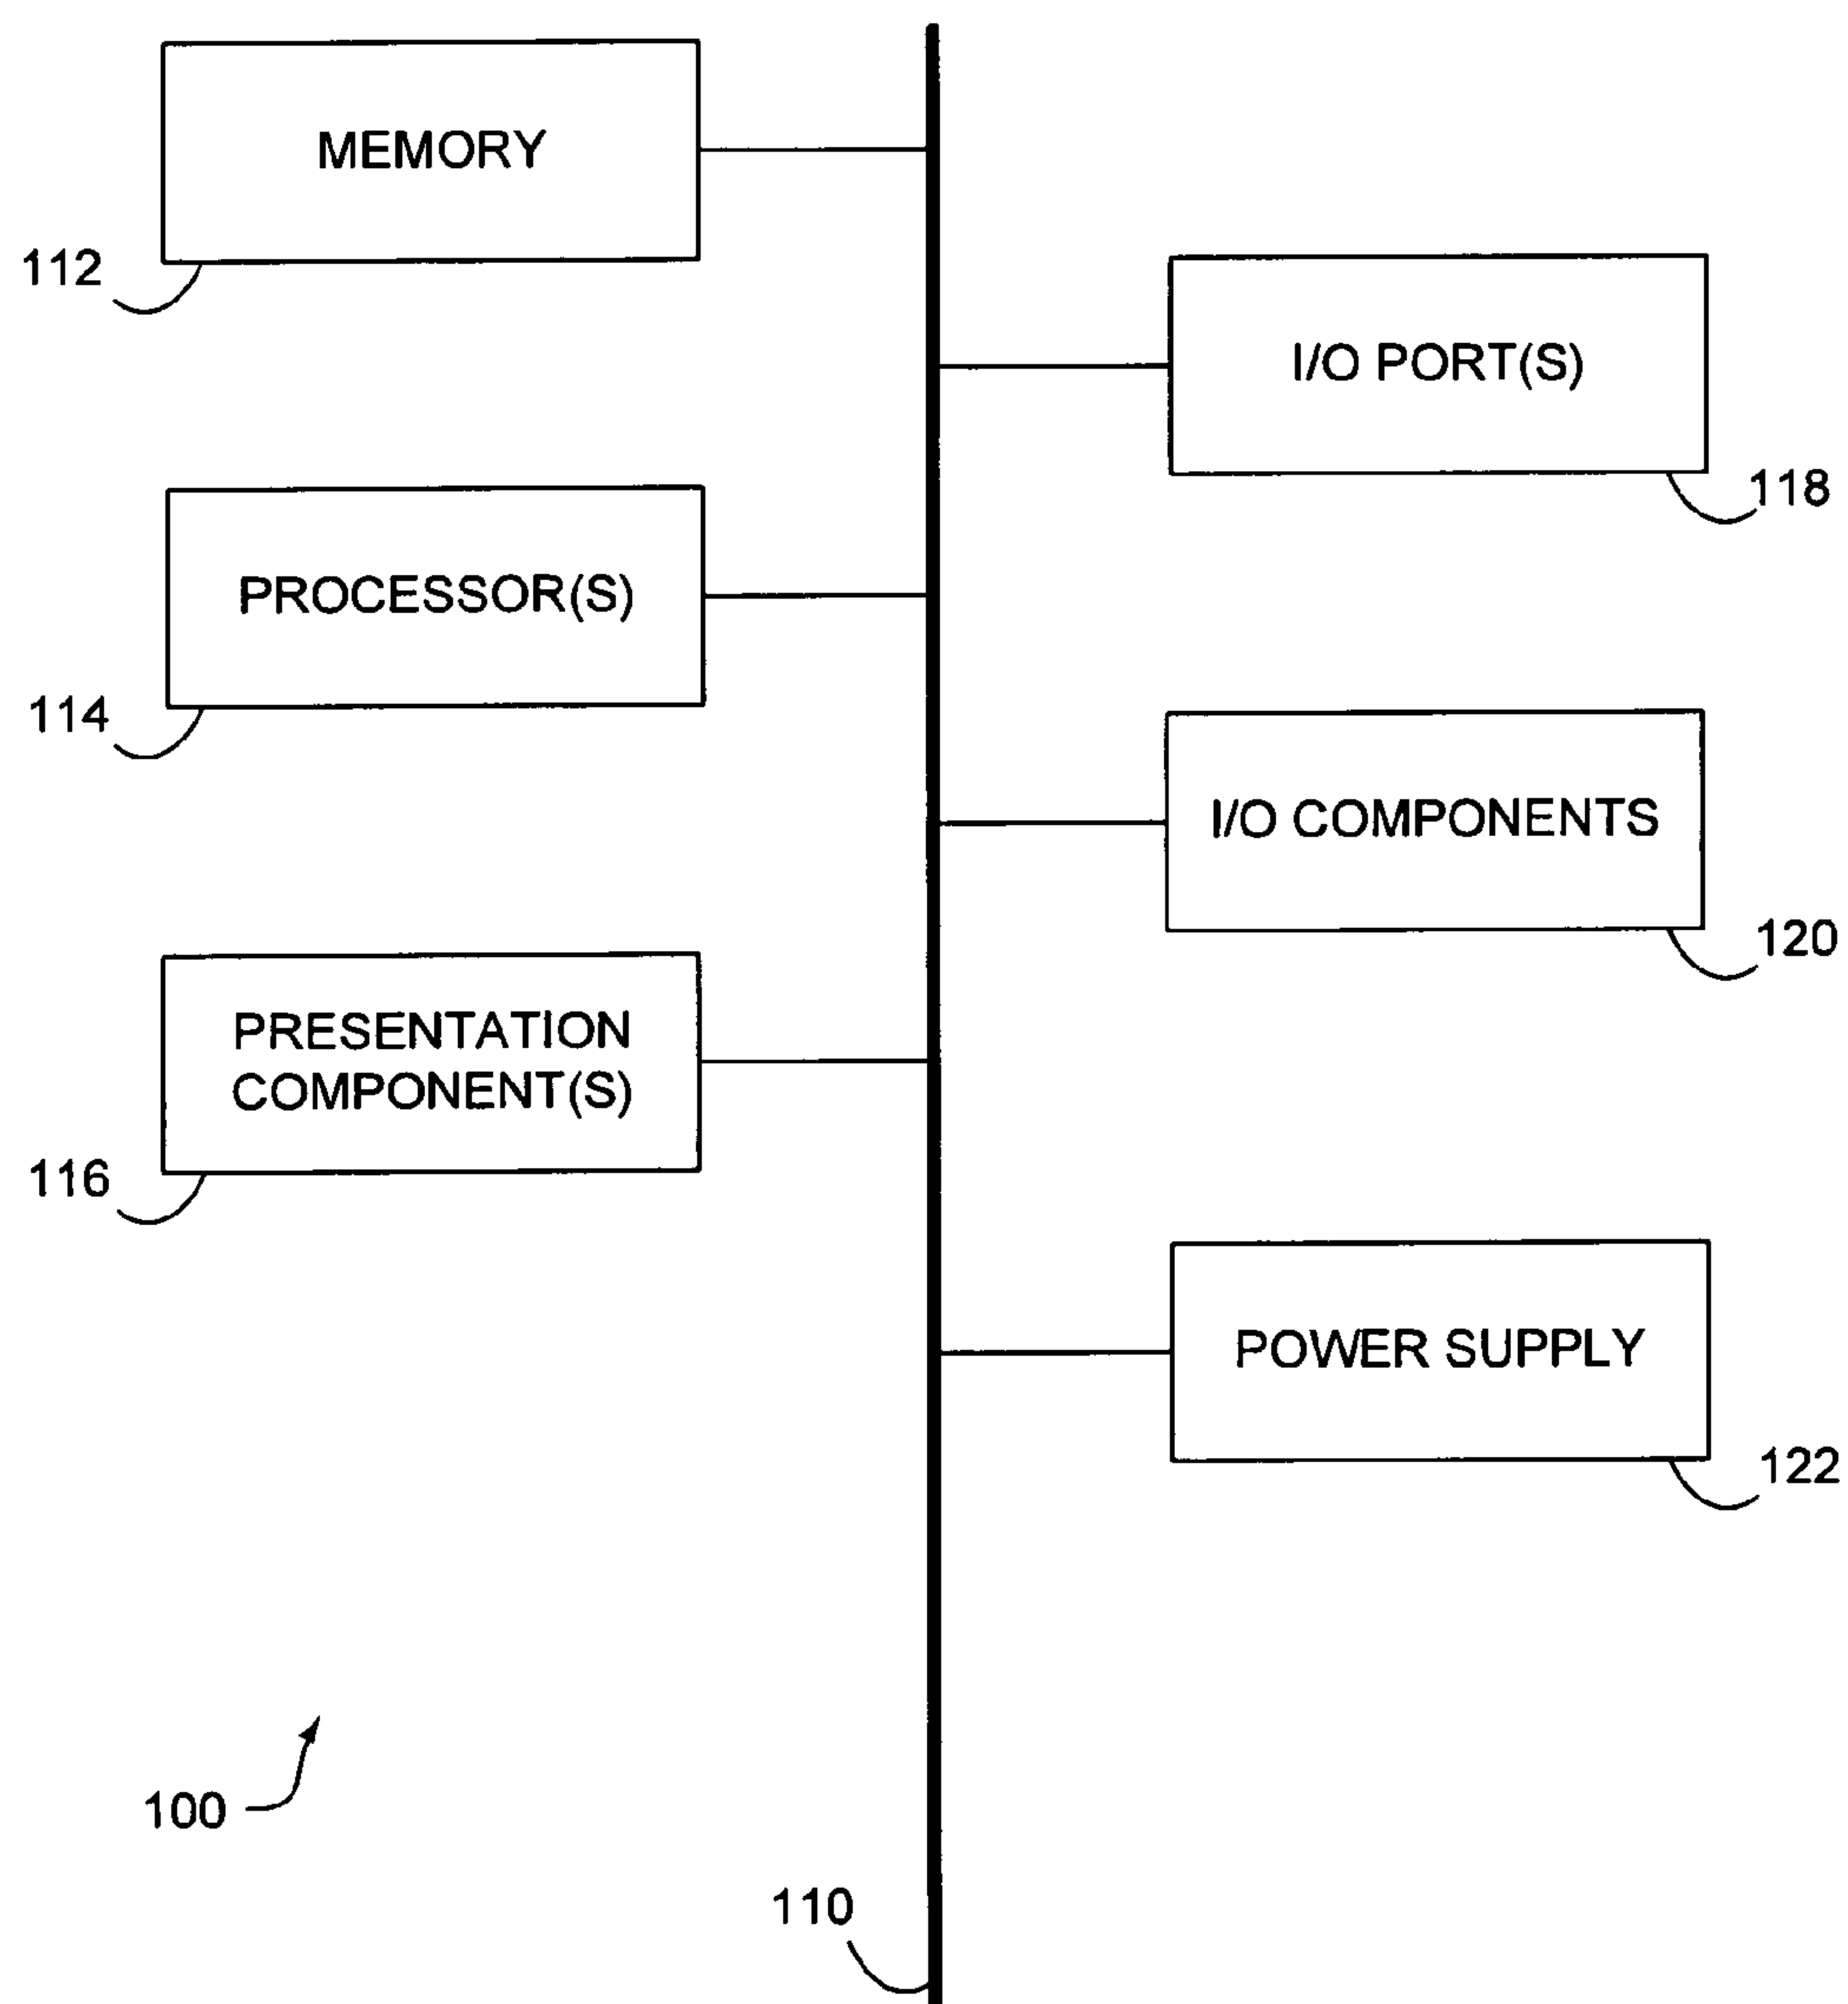 MEMORY
112
I/O PORT(S)
118
PROCESSOR(S)
114
I/O COMPONENTS
120
PRESENTATION
COMPONENT(S)
116
POWER SUPPLY
122
100
110